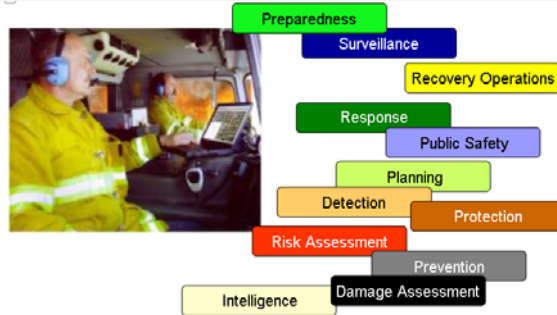 Preparedness
Surveillance
Recovery Operations
Response
Public Safety
Planning
Detection
Protection
Risk Assessment
Prevention
Damage Assessment
Intelligence